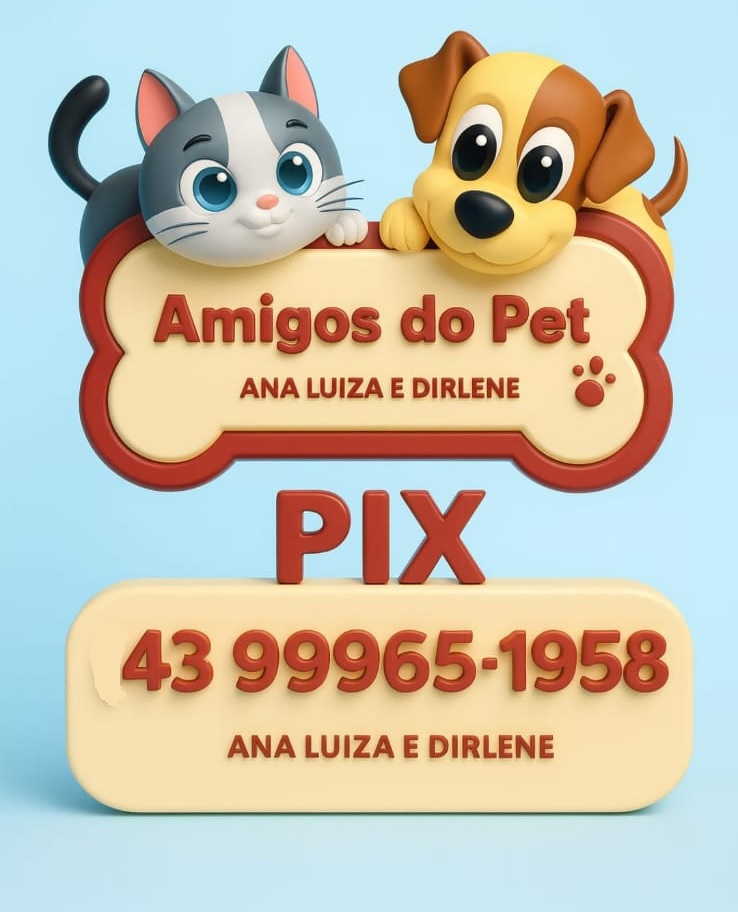 Amigos do Pet
ANA LUIZA E DIRLENE
PIX
43 99965-1958
ANA LUIZA E DIRLENE